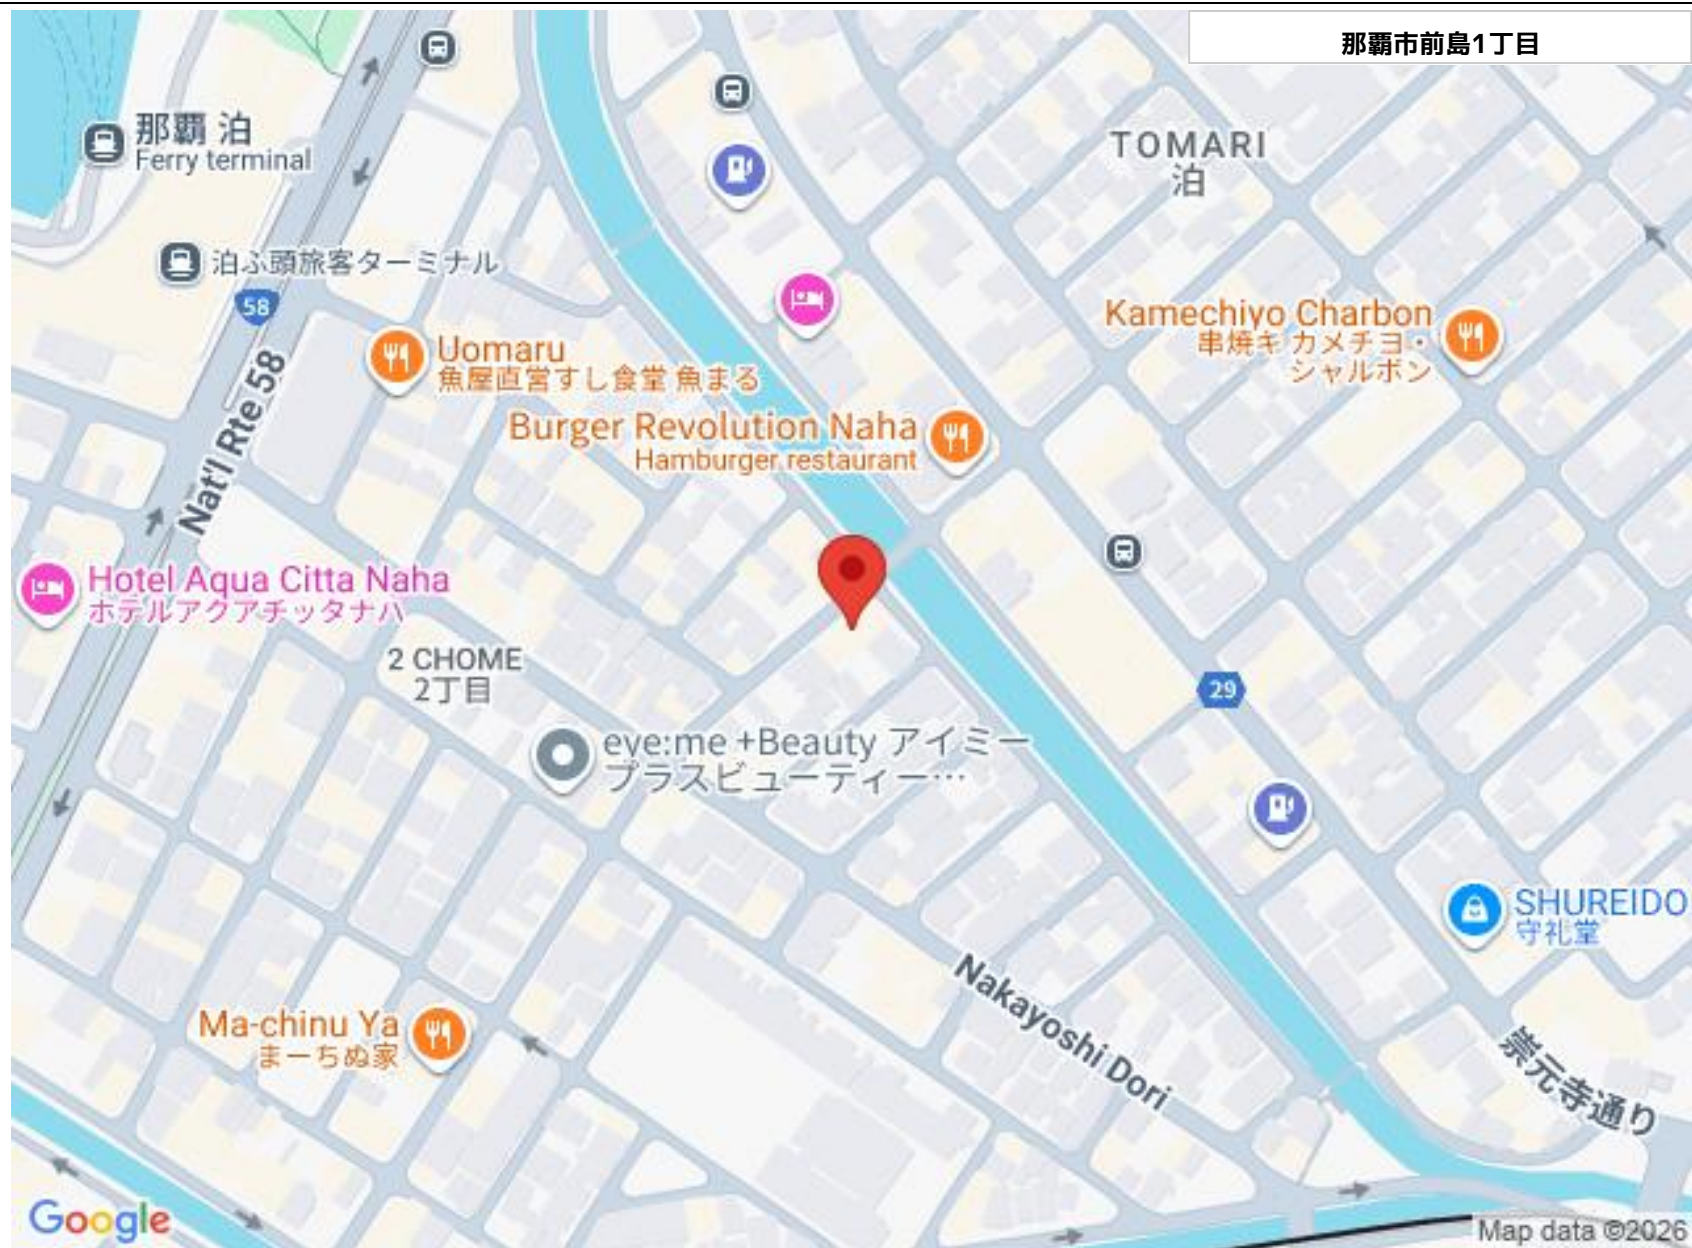 那覇市前島1丁目
那覇 泊
Ferry terminal
TOMARI
泊
泊ふ頭旅客ターミナル
58
Nat'l Rte 58
Uomaru
魚屋直営すし食堂 魚まる
Kamechiyo Charbon
串焼キ カメチヨ・
シャルボン
Burger Revolution Naha
Hamburger restaurant
Hotel Aqua Citta Naha
ホテルアクアチッタナハ
2 CHOME
2丁目
29
eye:me +Beauty アイミー
プラスビューティー…
SHUREIDO
守礼堂
Nakayoshi Dori
Ma-chinu Ya
まーちぬ家
崇元寺通り
Google
Map data ©2026